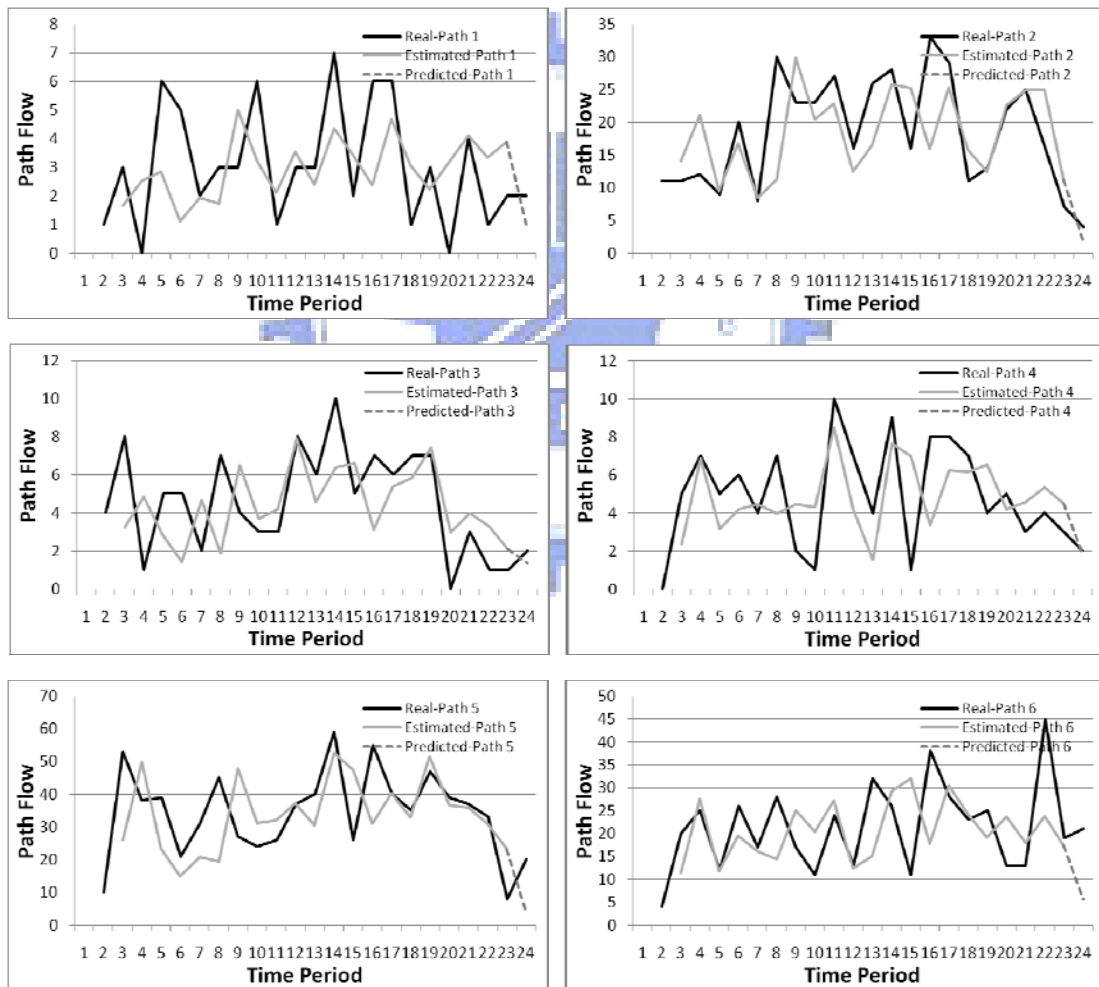 8
7
6
5
4
3
2
1
0
Path Flow
Real-Path 1
Estimated-Path 1
Predicted-Path 1
1 2 3 4 5 6 7 8 9 10 11 12 13 14 15 16 17 18 19 20 21 22 23 24
Time Period
35
30
25
20
15
10
5
0
Path Flow
Real-Path 2
Estimated-Path 2
Predicted-Path 2
1 2 3 4 5 6 7 8 9 10 11 12 13 14 15 16 17 18 19 20 21 22 23 24
Time Period
12
10
8
6
4
2
0
Path Flow
Real-Path 3
Estimated-Path 3
Predicted-Path 3
1 2 3 4 5 6 7 8 9 10 11 12 13 14 15 16 17 18 19 20 21 22 23 24
Time Period
12
10
8
6
4
2
0
Path Flow
Real-Path 4
Estimated-Path 4
Predicted-Path 4
1 2 3 4 5 6 7 8 9 10 11 12 13 14 15 16 17 18 19 20 21 22 23 24
Time Period
70
60
50
40
30
20
10
0
Path Flow
Real-Path 5
Estimated-Path 5
Predicted-Path 5
1 2 3 4 5 6 7 8 9 10 11 12 13 14 15 16 17 18 19 20 21 22 23 24
Time Period
50
45
40
35
30
25
20
15
10
5
0
Path Flow
Real-Path 6
Estimated-Path 6
Predicted-Path 6
1 2 3 4 5 6 7 8 9 10 11 12 13 14 15 16 17 18 19 20 21 22 23 24
Time Period